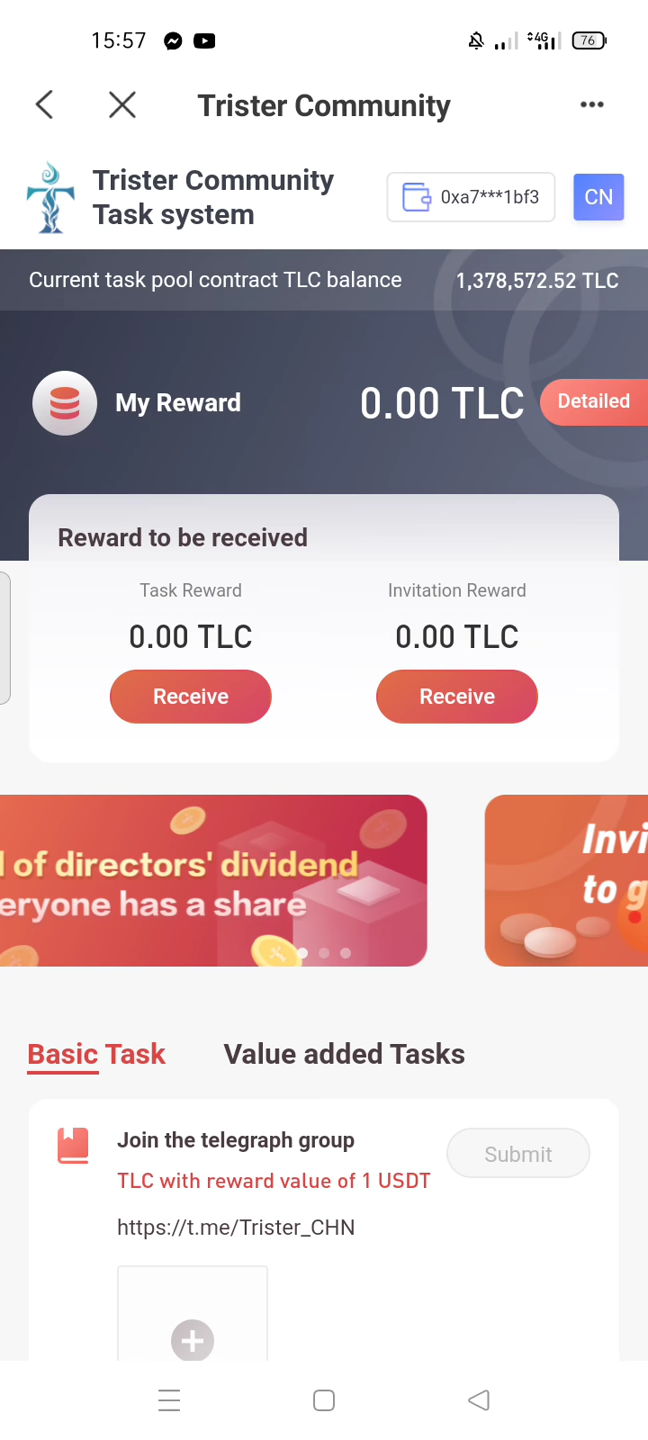 15:57
4G
76
Trister Community
Trister Community
Task system
0xa7***1bf3
CN
Current task pool contract TLC balance
1,378,572.52 TLC
My Reward
0.00 TLC
Detailed
Reward to be received
Task Reward
Invitation Reward
0.00 TLC
0.00 TLC
Receive
Receive
of directors' dividend
eryone has a share
Invi
to g
Basic Task
Value added Tasks
Join the telegraph group
Submit
TLC with reward value of 1 USDT
https://t.me/Trister_CHN